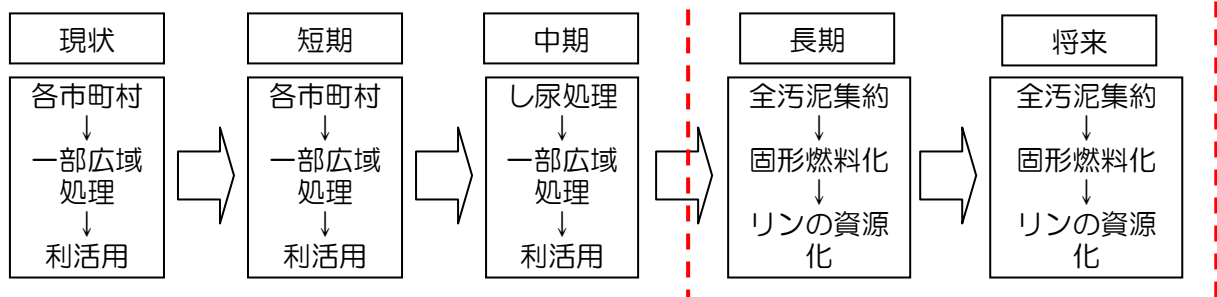 現状
各市町村
↓
一部広域
処理
↓
利活用
短期
各市町村
↓
一部広域
処理
↓
利活用
中期
し尿処理
↓
一部広域
処理
↓
利活用
長期
全汚泥集約
↓
固形燃料化
↓
リンの資源
化
将来
全汚泥集約
↓
固形燃料化
↓
リンの資源
化